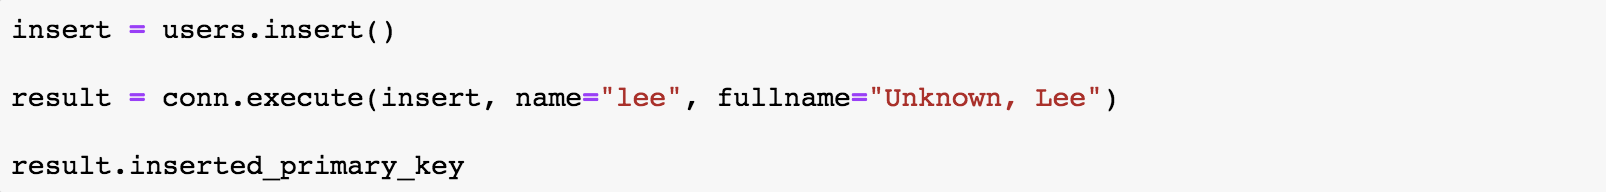 insert = users.insert()
result = conn.execute(insert, name="lee", fullname="Unknown, Lee")
result.inserted_primary_key